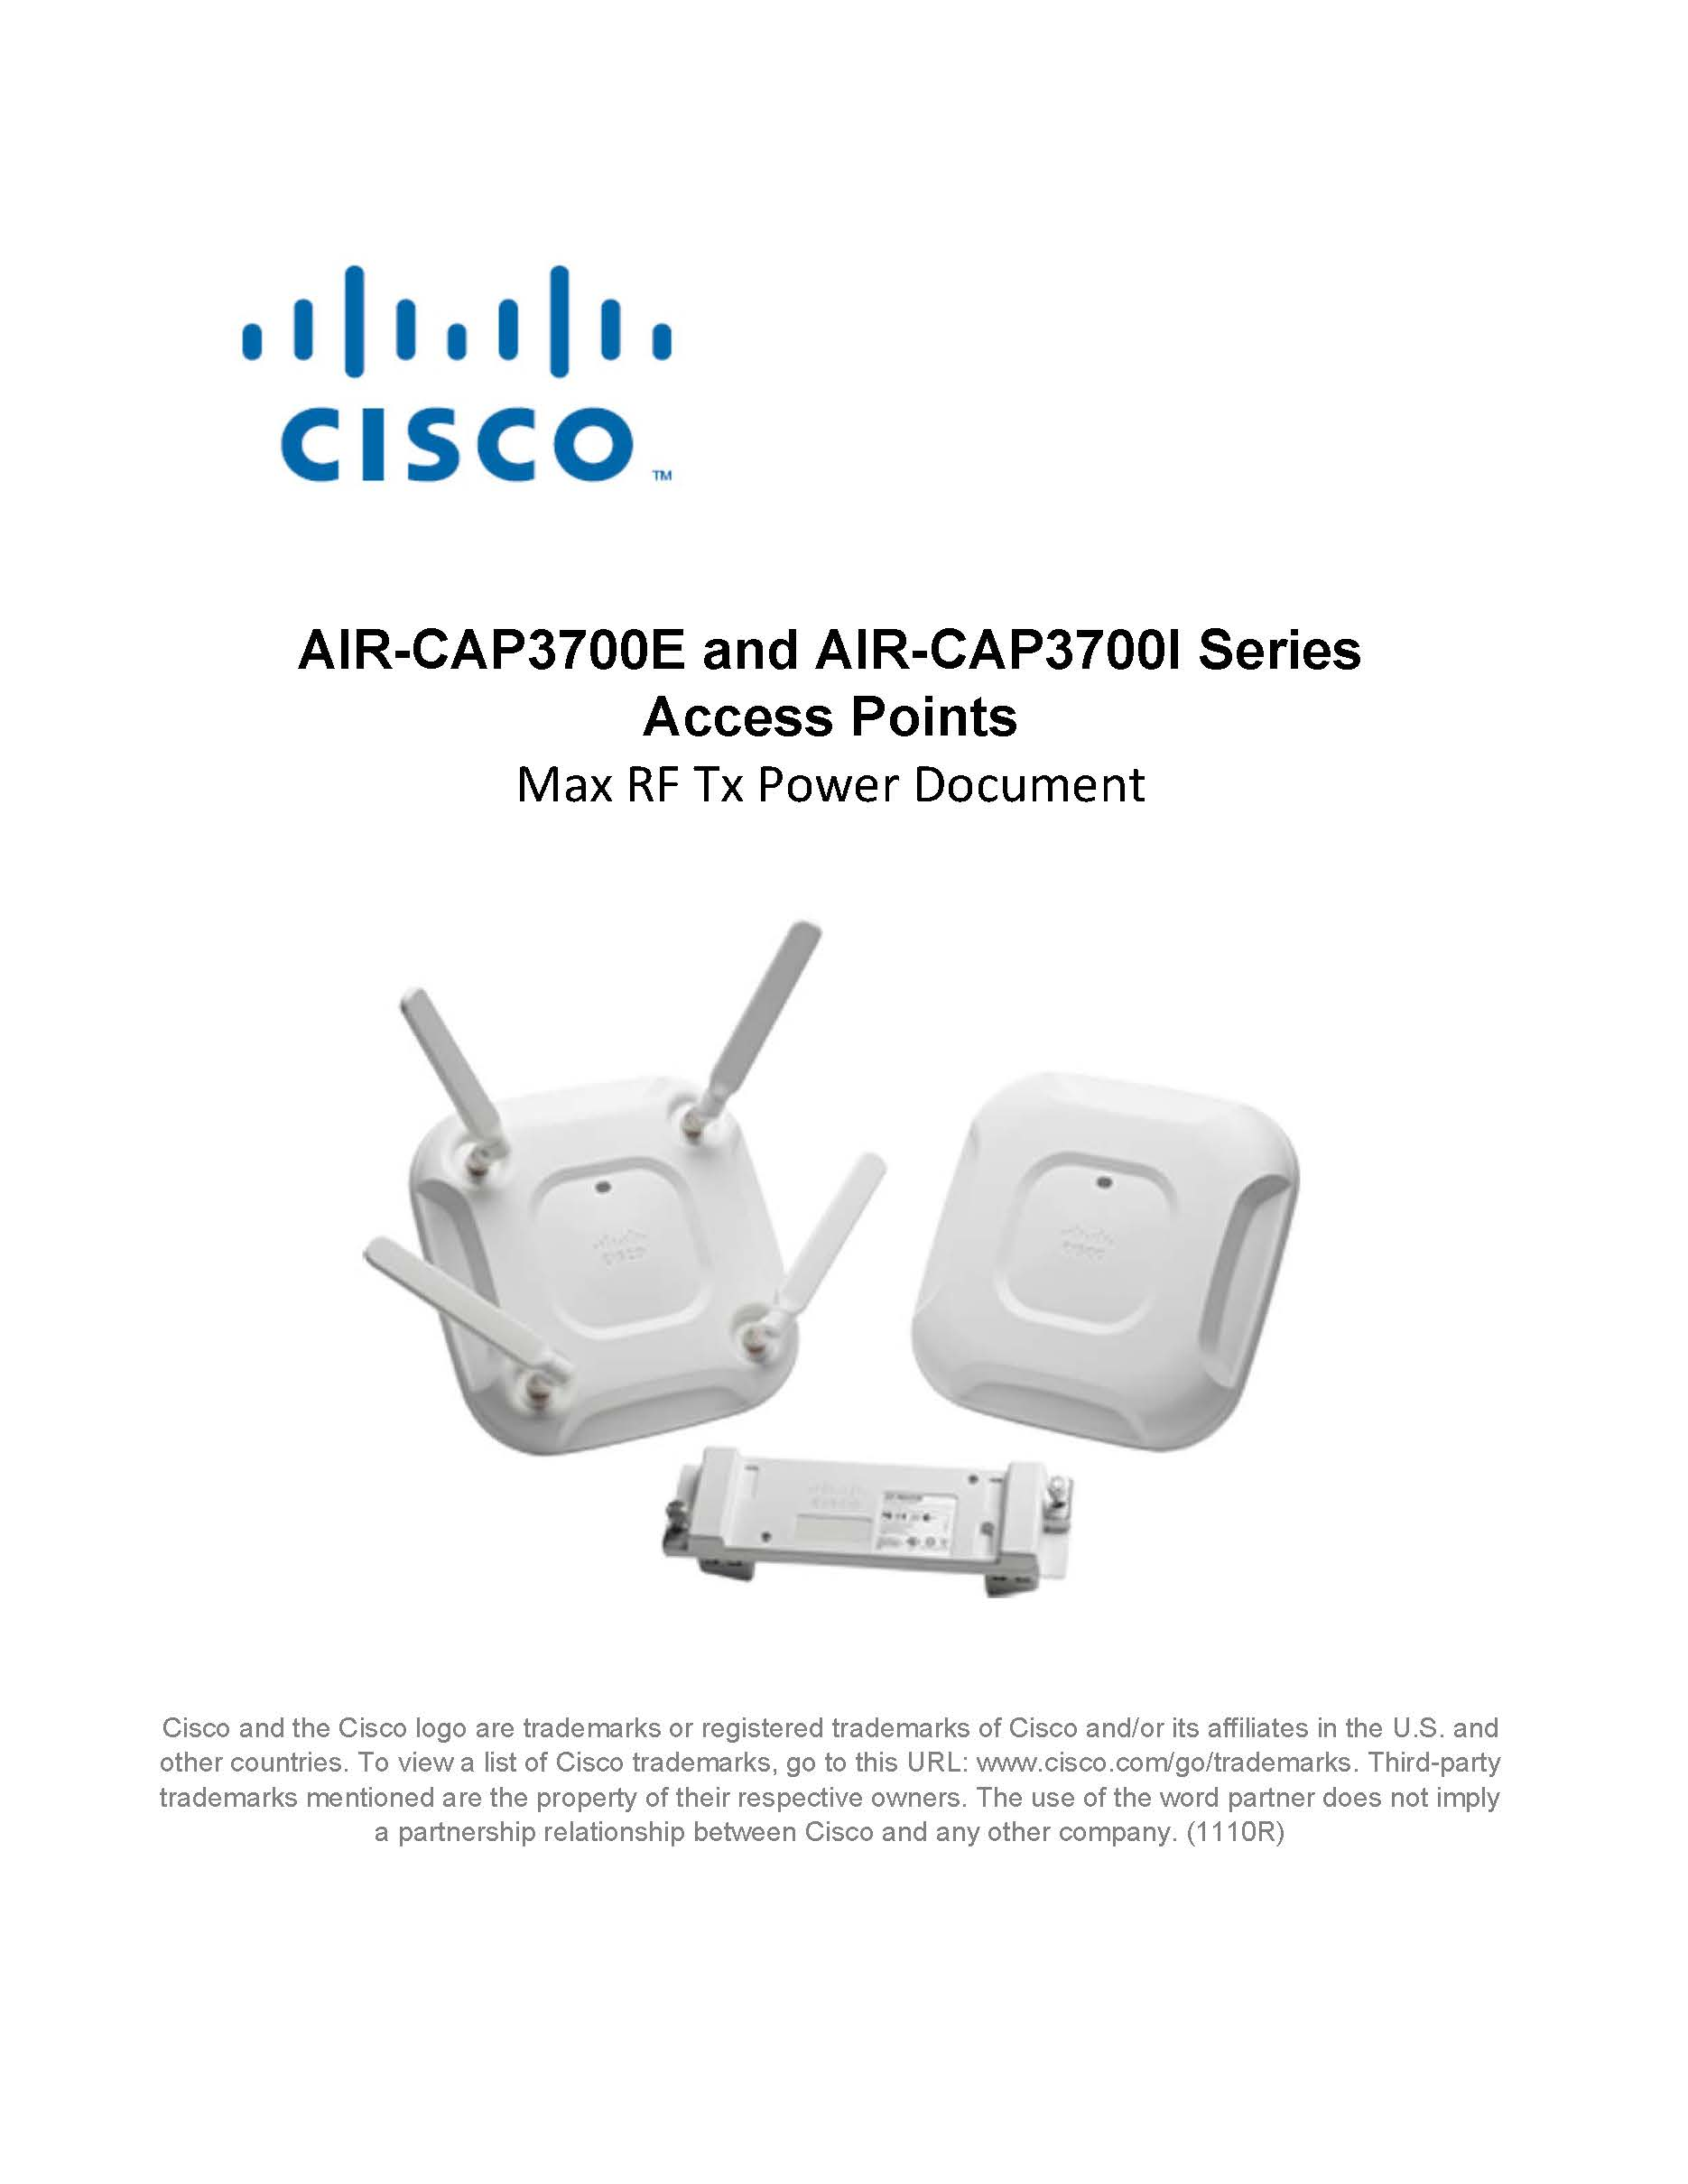 CISCO TM
AIR-CAP3700E and AIR-CAP3700I Series
Access Points
Max RF Tx Power Document
CISCO
CISCO
CISCO
Cisco and the Cisco logo are trademarks or registered trademarks of Cisco and/or its affiliates in the U.S. and
other countries. To view a list of Cisco trademarks, go to this URL: www.cisco.com/go/trademarks. Third-party
trademarks mentioned are the property of their respective owners. The use of the word partner does not imply
a partnership relationship between Cisco and any other company. (1110R)